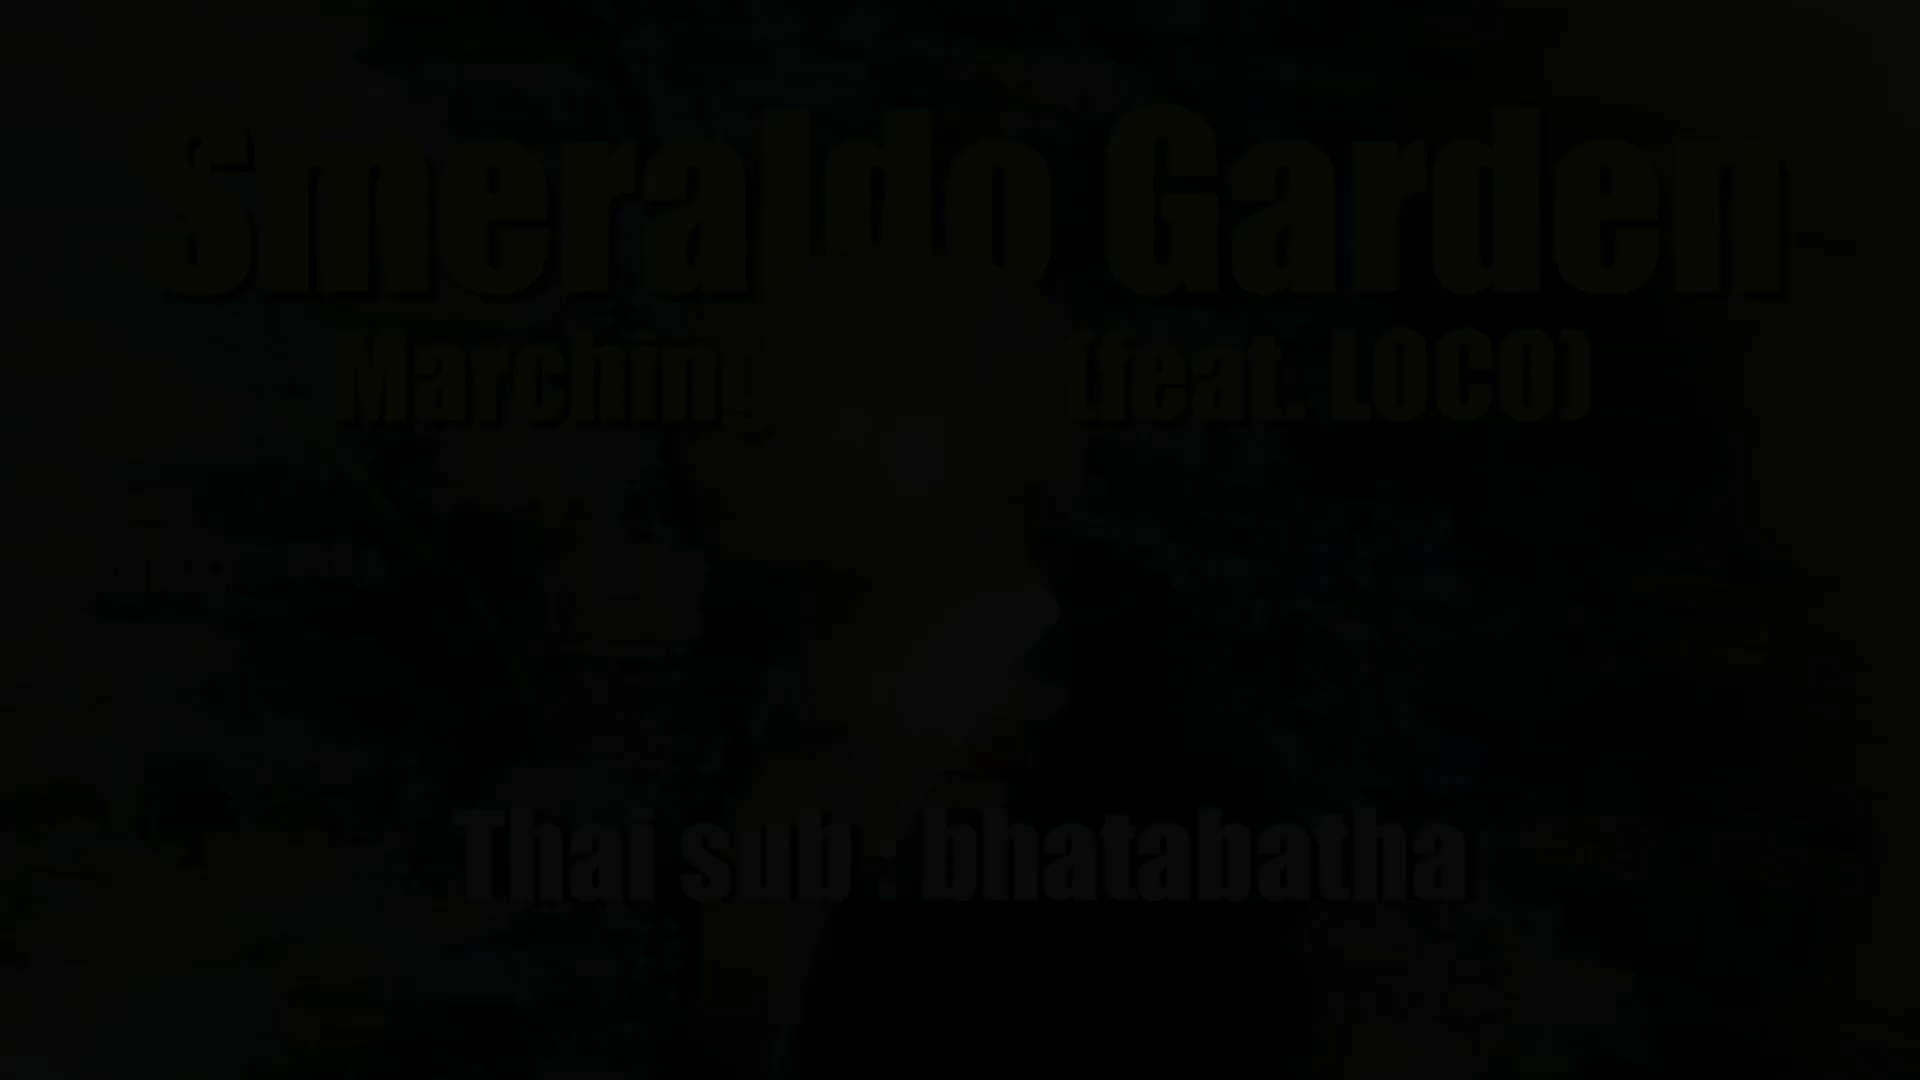 Smeraldo Garden
Marching (feat. LOCO)
Thai sub : bhatabatha